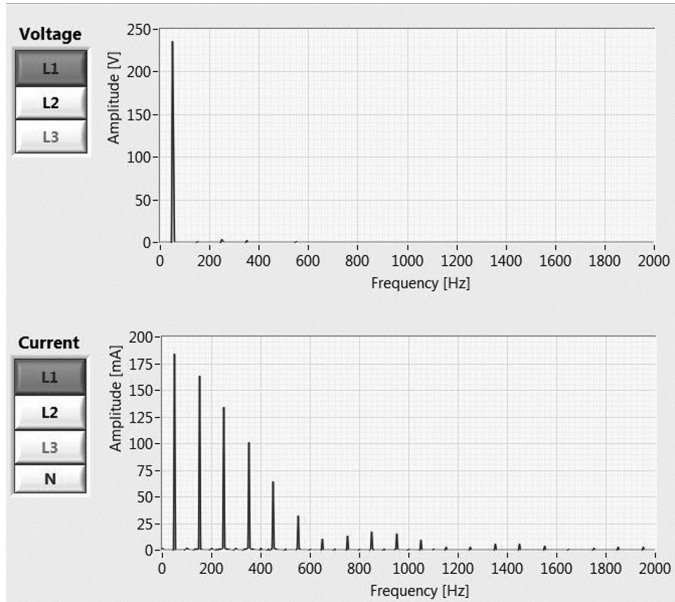 Voltage
L1
L2
L3
Amplitude [V]
250
200
150
100
50
0
0 200 400 600 800 1000 1200 1400 1600 1800 2000
Frequency [Hz]
Current
L1
L2
L3
N
Amplitude [mA]
200
175
150
125
100
75
50
25
0
0 200 400 600 800 1000 1200 1400 1600 1800 2000
Frequency [Hz]